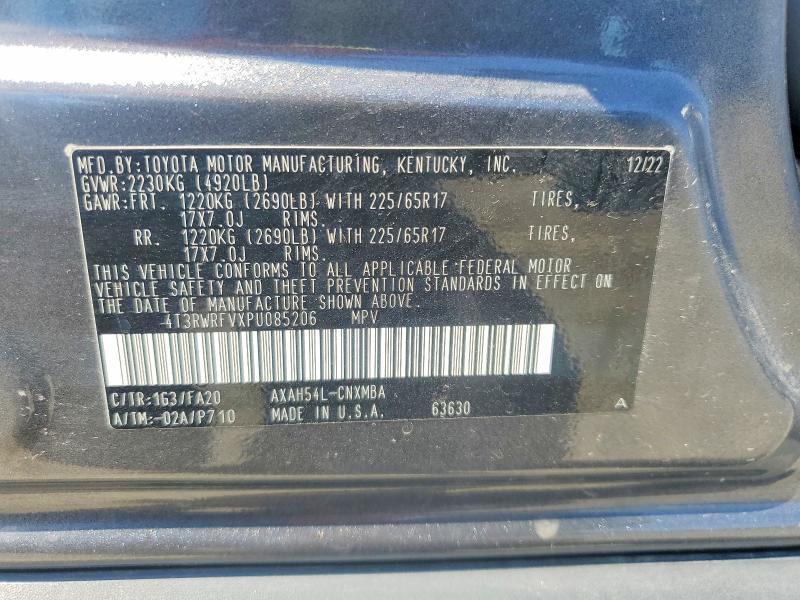 MFD.BY:TOYOTA MOTOR MANUFACTURING, KENTUCKY, INC. 12/22
GVWR:2230KG (4920LB)
GAWR:FRT. 1220KG (2690LB) WITH 225/65R17 TIRES,
17X7.0J RIMS.
RR. 1220KG (2690LB) WITH 225/65R17 TIRES,
17X7.0J RIMS.
THIS VEHICLE CONFORMS TO ALL APPLICABLE FEDERAL MOTOR
VEHICLE SAFETY AND THEFT PREVENTION STANDARDS IN EFFECT ON
THE DATE OF MANUFACTURE SHOWN ABOVE.
4T3RWRFVXPU085206 MPV
C/TR:1G3/FA20 AXAH54L-CNXMBA
A/TM:-02A/P710 MADE IN U.S.A. 63630 A